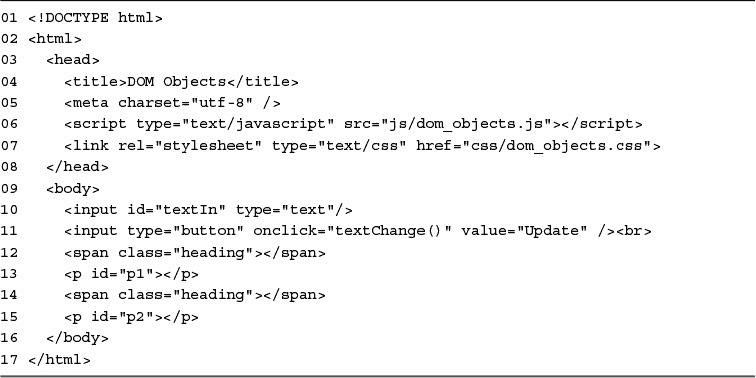 01 <!DOCTYPE html>
02 <html>
03   <head>
04     <title>DOM Objects</title>
05     <meta charset="utf-8" />
06     <script type="text/javascript" src="js/dom_objects.js"></script>
07     <link rel="stylesheet" type="text/css" href="css/dom_objects.css">
08   </head>
09   <body>
10     <input id="textIn" type="text"/>
11     <input type="button" onclick="textChange()" value="Update" /><br>
12     <span class="heading"></span>
13     <p id="p1"></p>
14     <span class="heading"></span>
15     <p id="p2"></p>
16   </body>
17 </html>